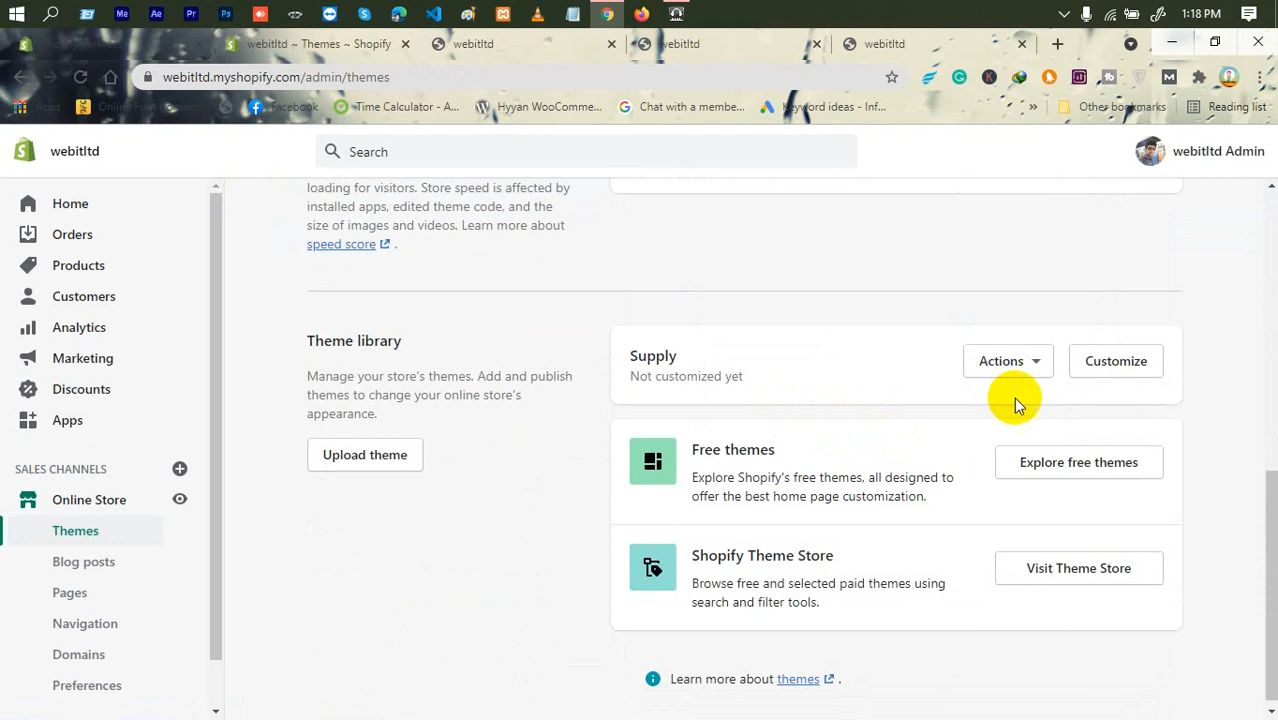 1:18 PM
webitltd ~ Themes ~ Shopify
webitltd
webitltd
webitltd
webitltd.myshopify.com/admin/themes
Apps
Facebook
Time Calculator - A...
Hyyan WooComme...
Chat with a membe...
Keyword ideas - Inf...
Other bookmarks
Reading list
webitltd
Search
webitltd Admin
Home
Orders
Products
Customers
Analytics
Marketing
Discounts
Apps
SALES CHANNELS
Online Store
Themes
Blog posts
Pages
Navigation
Domains
Preferences
loading for visitors. Store speed is affected by
installed apps, edited theme code, and the
size of images and videos. Learn more about
speed score .
Theme library
Manage your store's themes. Add and publish
themes to change your online store's
appearance.
Upload theme
Supply
Not customized yet
Actions
Customize
Free themes
Explore Shopify's free themes, all designed to
offer the best home page customization.
Explore free themes
Shopify Theme Store
Browse free and selected paid themes using
search and filter tools.
Visit Theme Store
Learn more about themes .